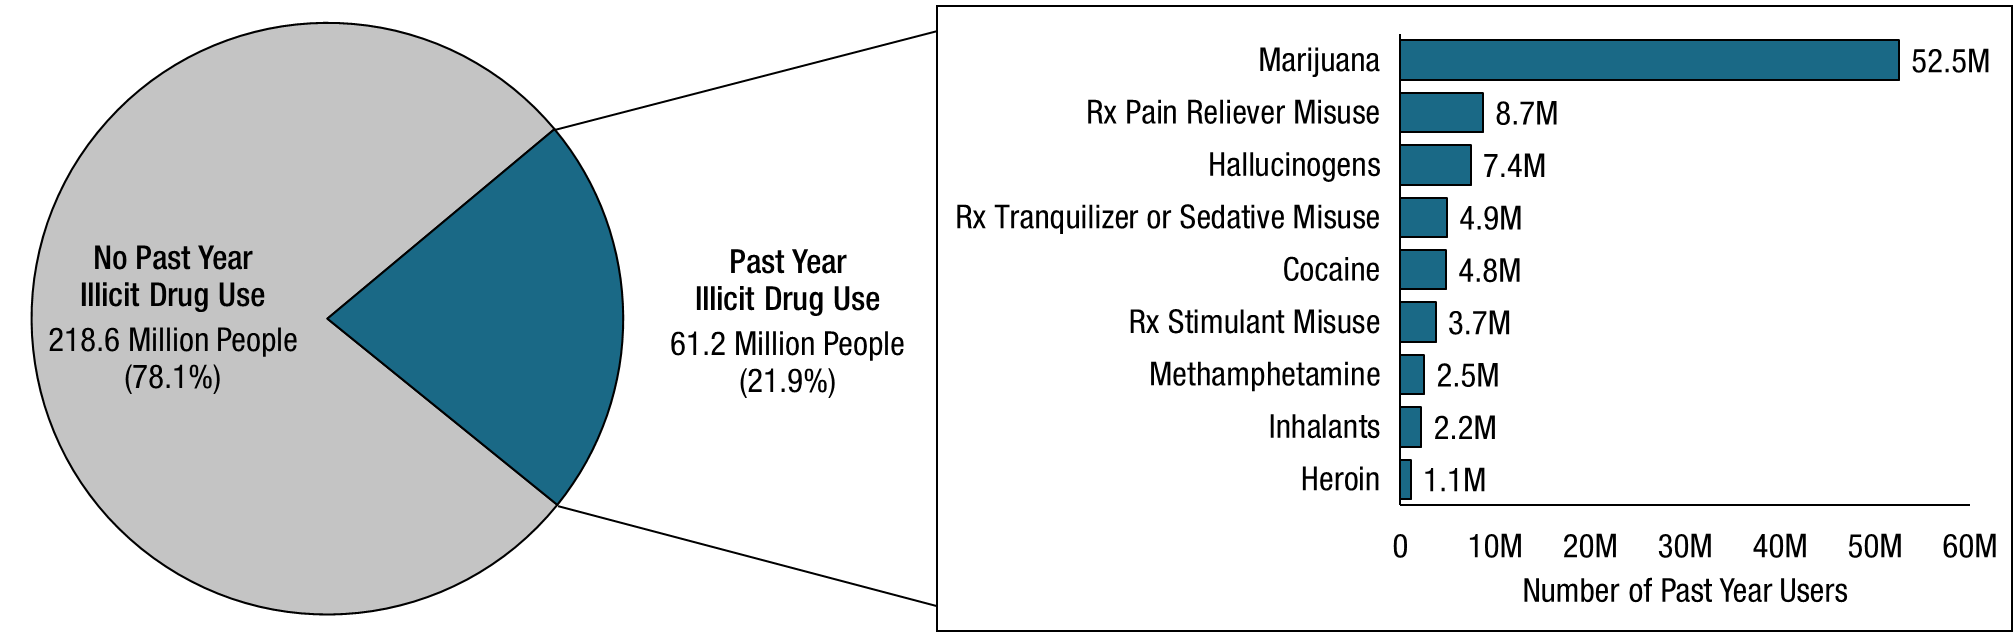 No Past Year
Illicit Drug Use
218.6 Million People
(78.1%)
Past Year
Illicit Drug Use
61.2 Million People
(21.9%)
Marijuana 52.5M
Rx Pain Reliever Misuse 8.7M
Hallucinogens 7.4M
Rx Tranquilizer or Sedative Misuse 4.9M
Cocaine 4.8M
Rx Stimulant Misuse 3.7M
Methamphetamine 2.5M
Inhalants 2.2M
Heroin 1.1M
0 10M 20M 30M 40M 50M 60M
Number of Past Year Users